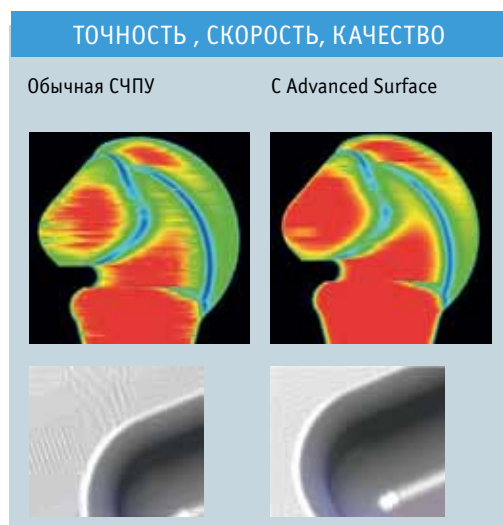 ТОЧНОСТЬ , СКОРОСТЬ, КАЧЕСТВО
Обычная СЧПУ
С Advanced Surface